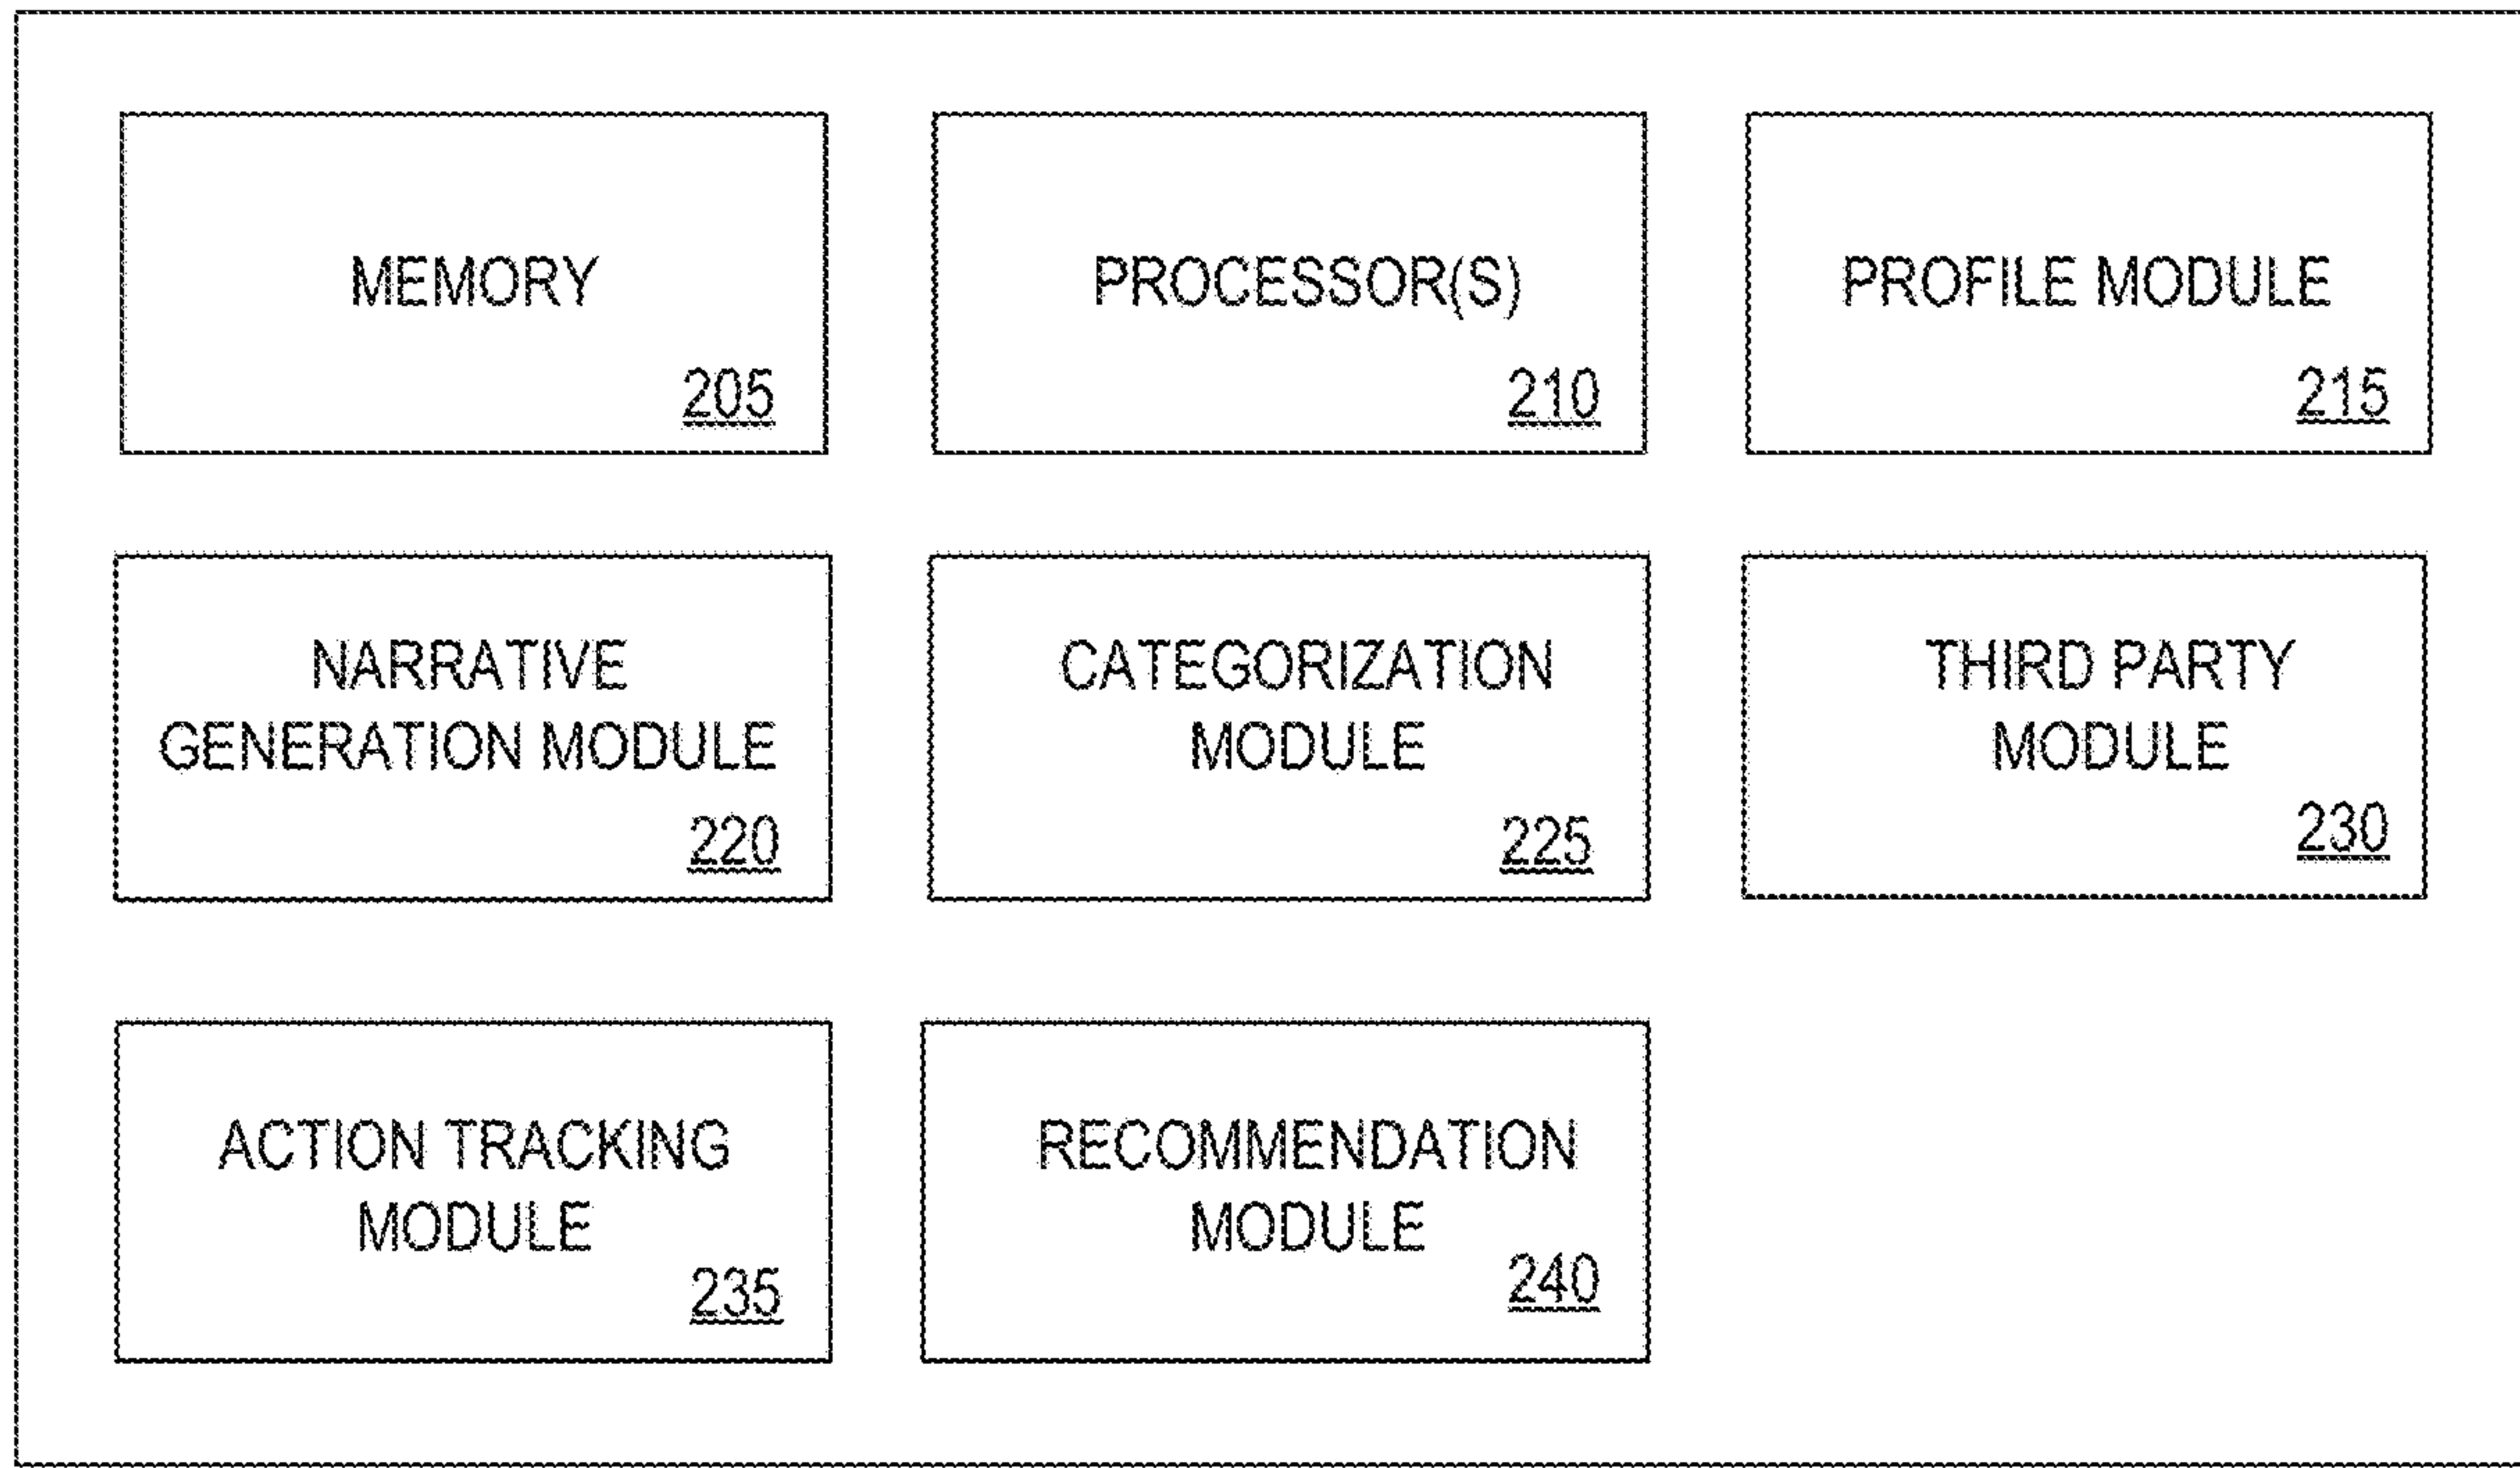 MEMORY
205
PROCESSOR(S)
210
PROFILE MODULE
215
NARRATIVE
GENERATION MODULE
220
CATEGORIZATION
MODULE
225
THIRD PARTY
MODULE
230
ACTION TRACKING
MODULE
235
RECOMMENDATION
MODULE
240